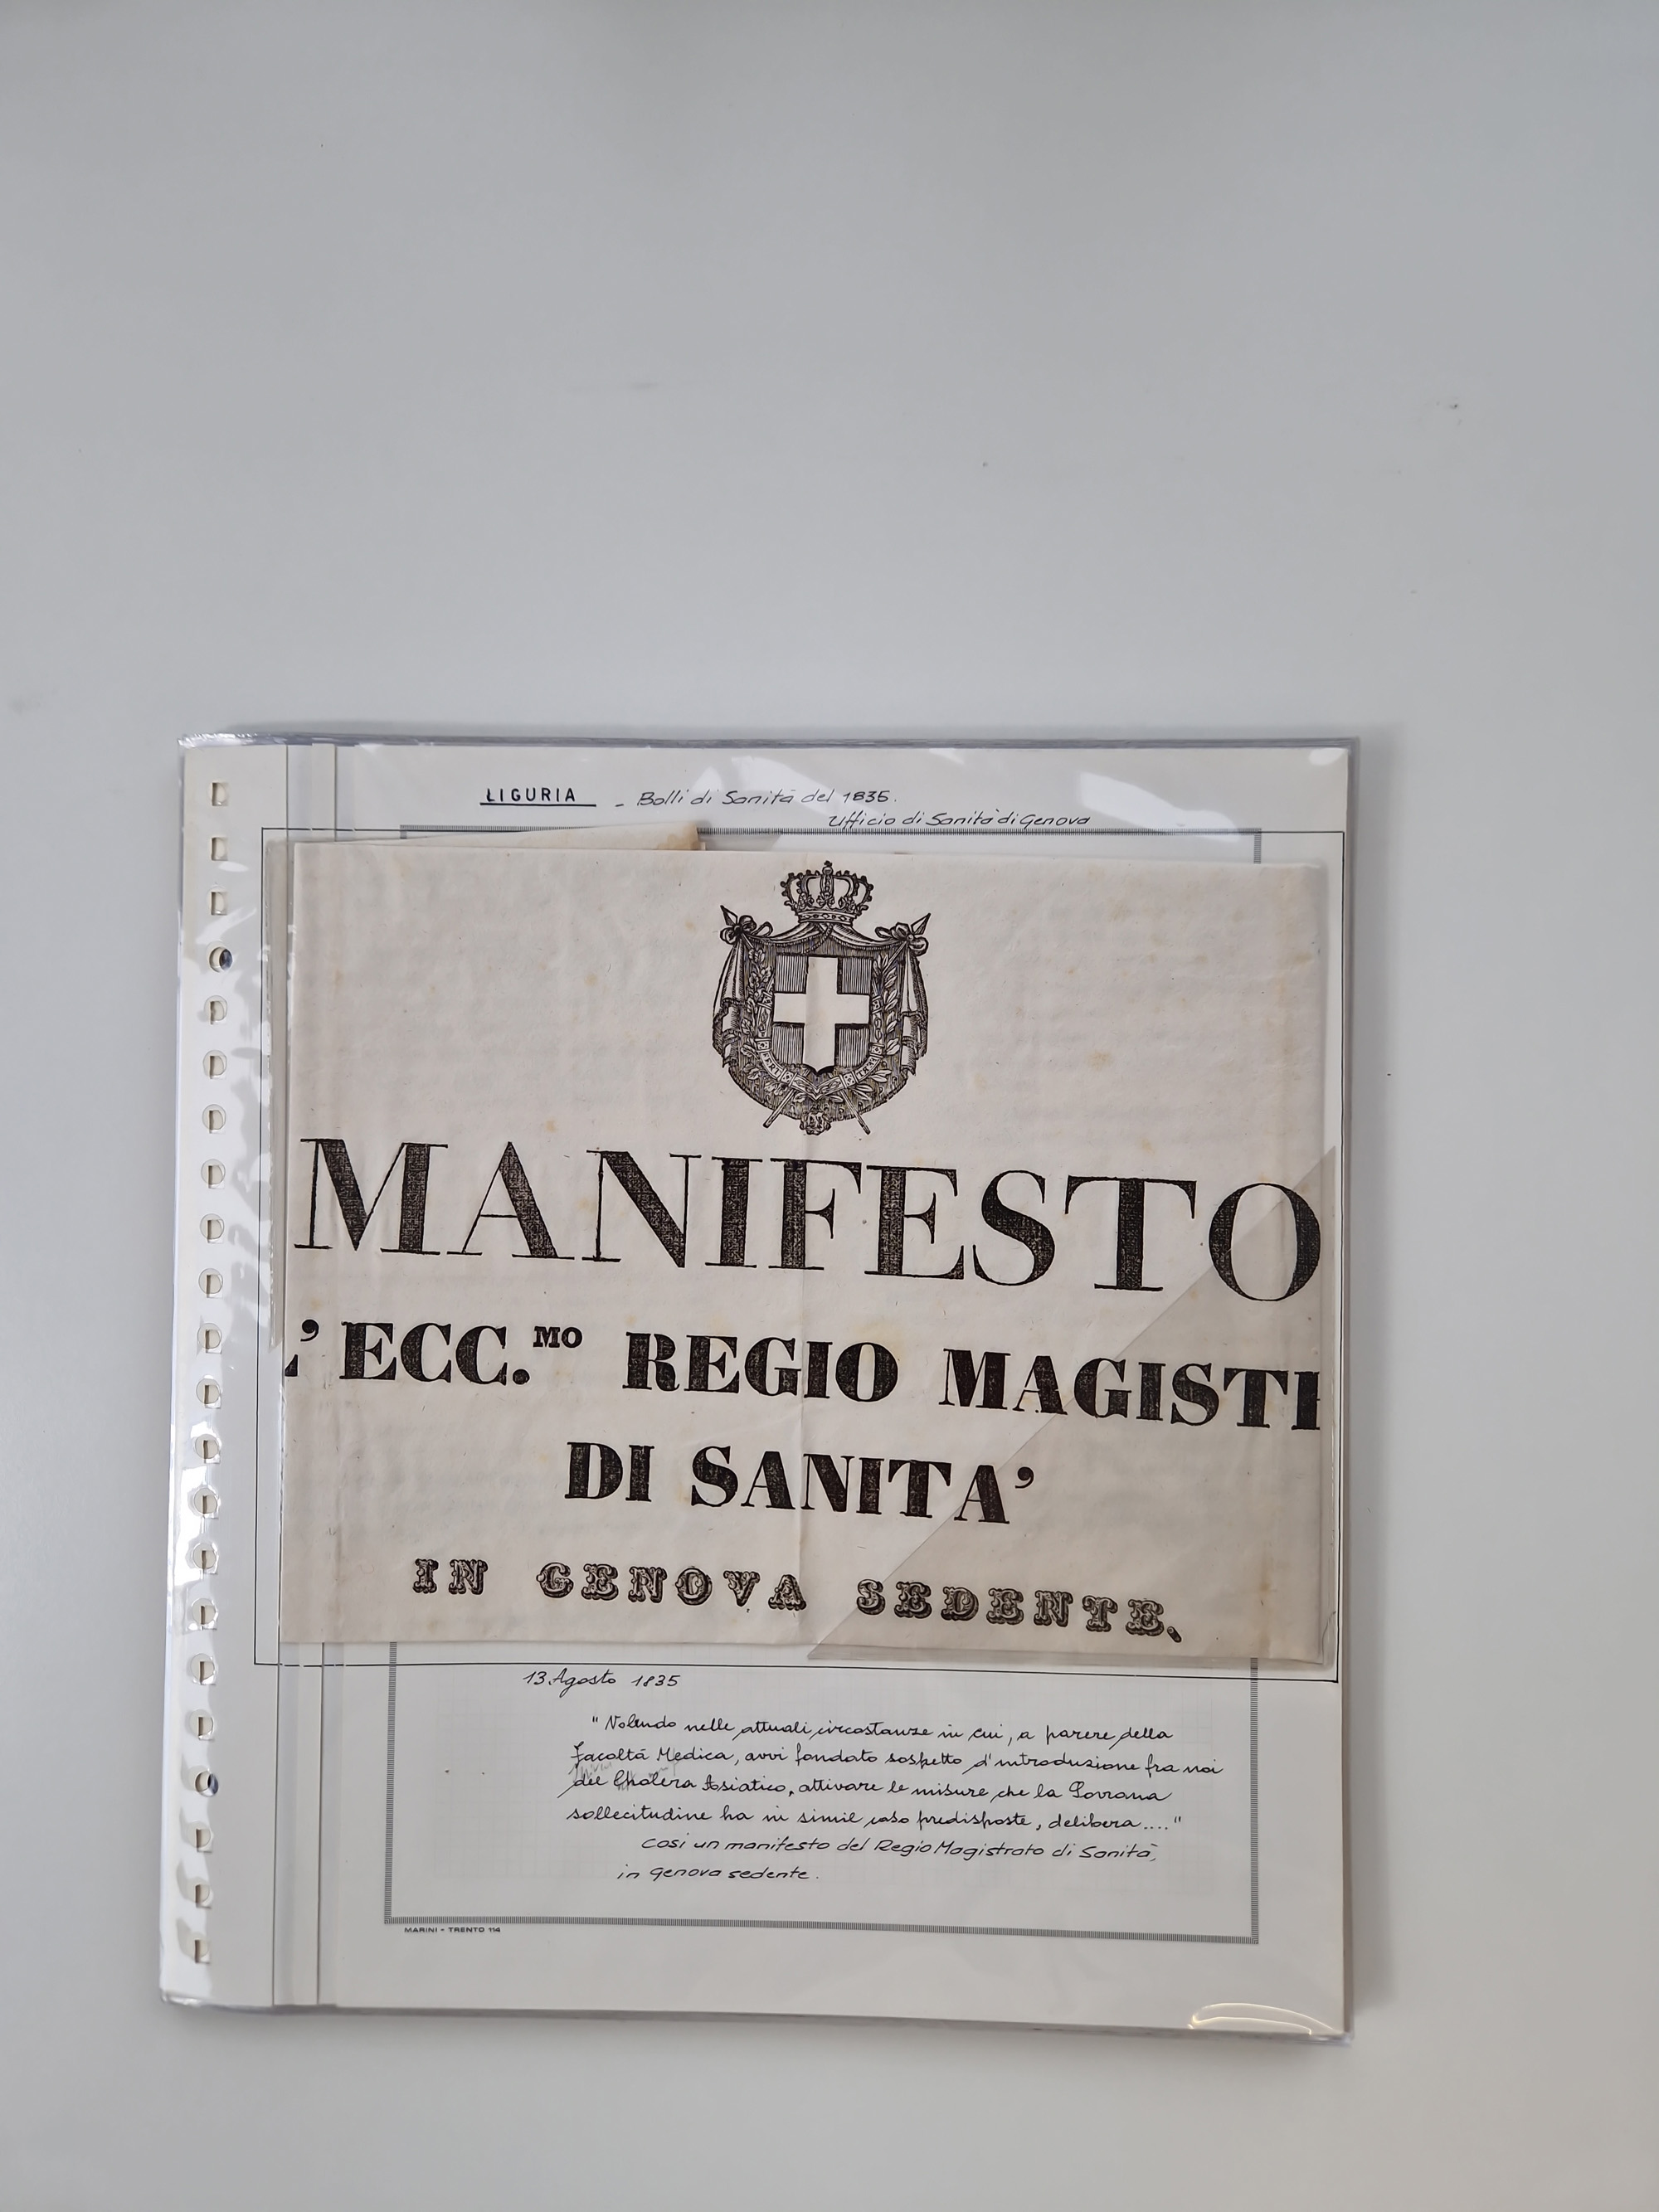 LIGURIA - Bolli di Sanità del 1835.
Ufficio di Sanità di Genova
MANIFESTO
' ECC.MO REGIO MAGIST
DI SANITA'
IN GENOVA SEDENTE,
13 Agosto 1835
"Volendo nelle attuali circostanze in cui, a parere della
Facoltà Medica, avvi fondato sospetto d'introduzione fra noi
del Cholera Asiatico, attivare le misure che la Sovrana
sollecitudine ha in simil caso predisposte, delibera...."
Così un manifesto del Regio Magistrato di Sanità,
in Genova sedente.
MARINI - TRENTO 114